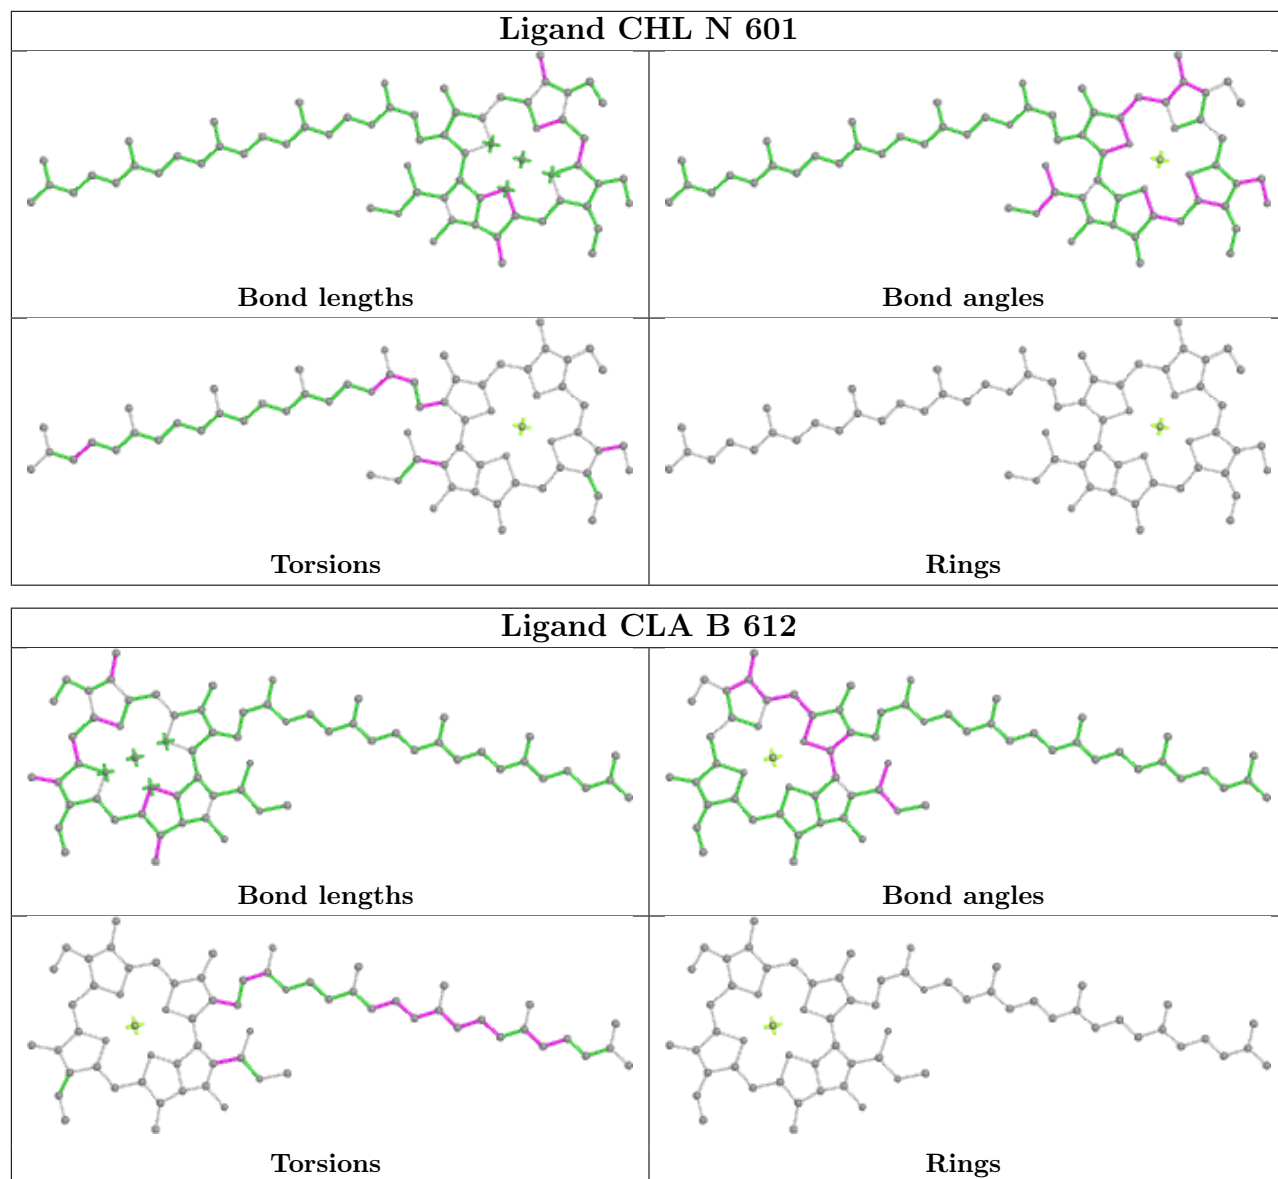 Ligand CHL N 601
Bond lengths
Bond angles
Torsions
Rings
Ligand CLA B 612
Bond lengths
Bond angles
Torsions
Rings